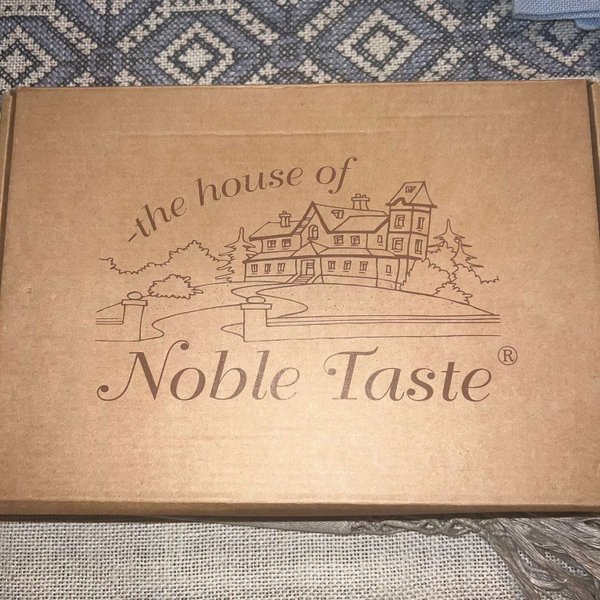 -the house of
Noble Taste®